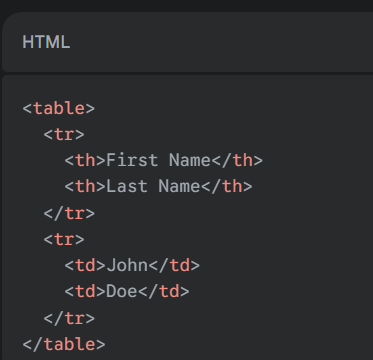 HTML
<table>
  <tr>
    <th>First Name</th>
    <th>Last Name</th>
  </tr>
  <tr>
    <td>John</td>
    <td>Doe</td>
  </tr>
</table>